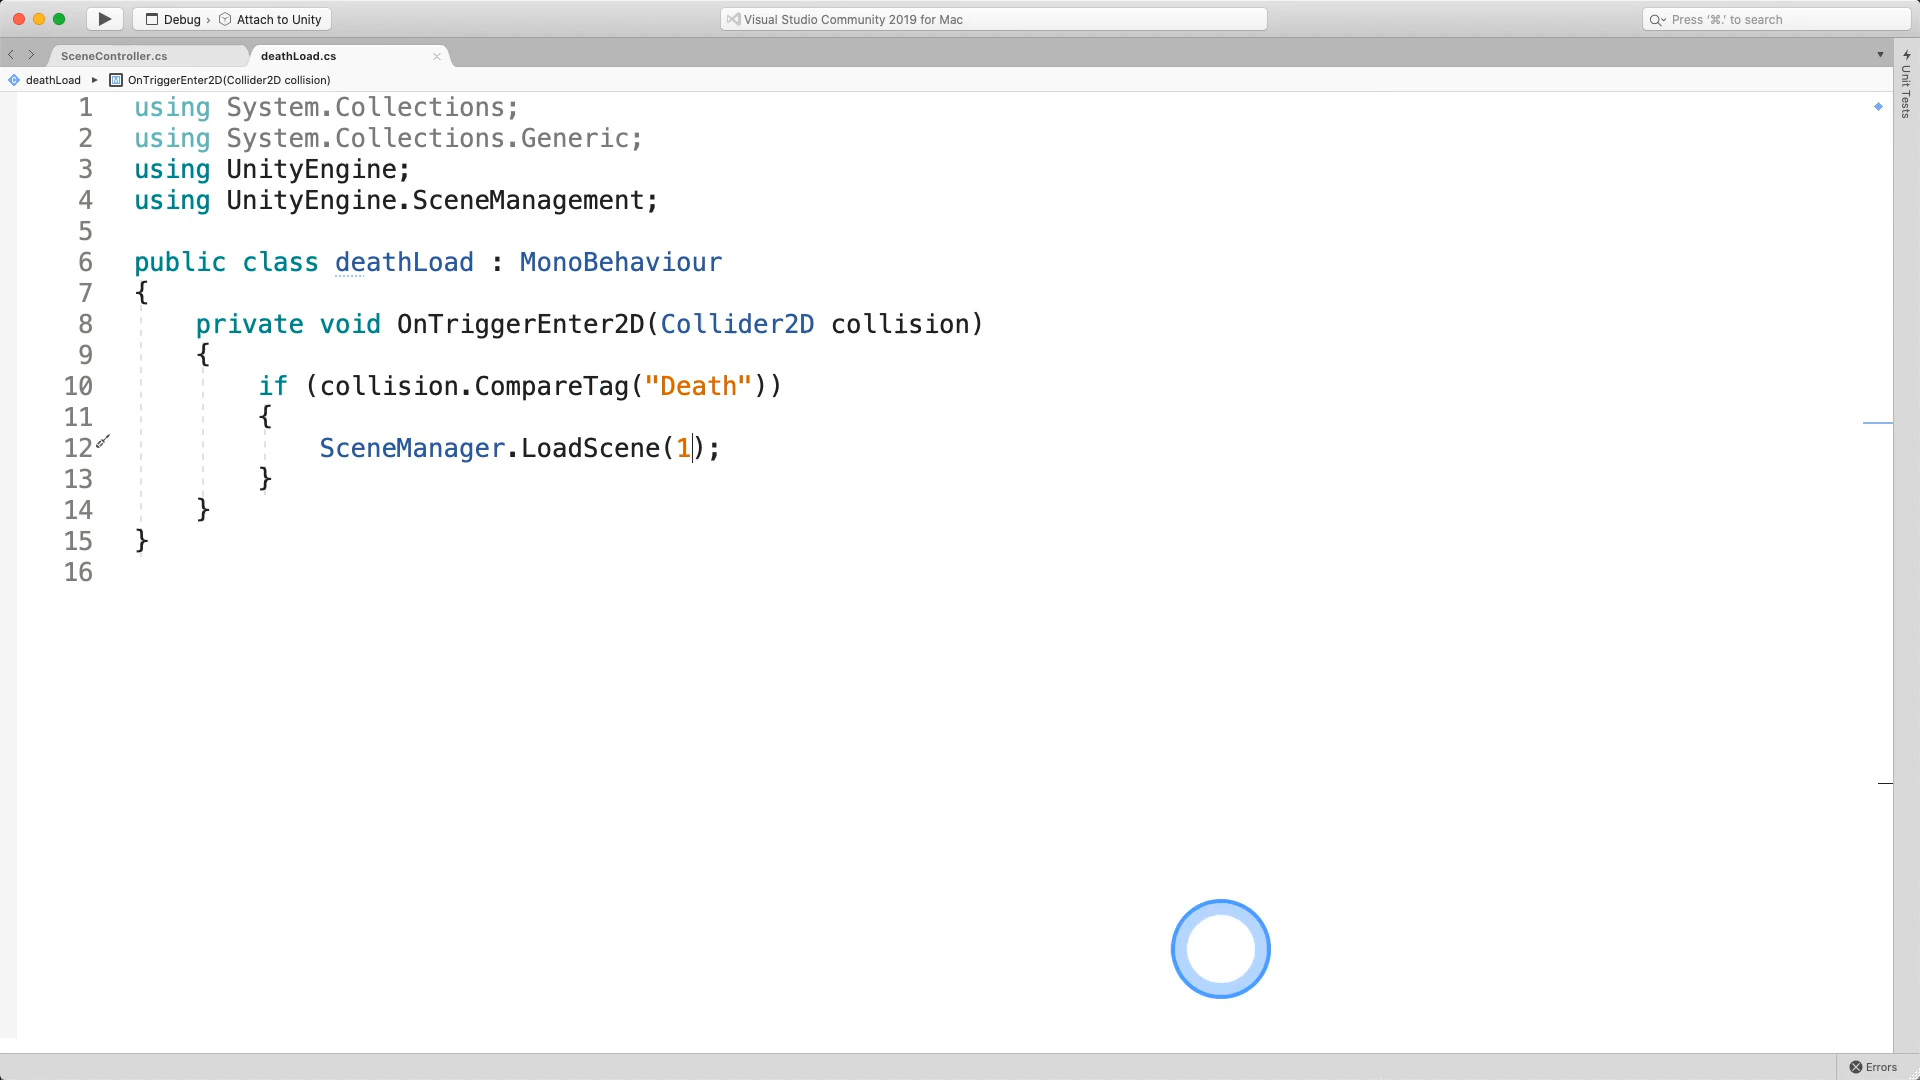 Debug › Attach to Unity
Visual Studio Community 2019 for Mac
Press '⌘.' to search
SceneController.cs
deathLoad.cs
deathLoad ▸ OnTriggerEnter2D(Collider2D collision)
Unit Tests
1 using System.Collections;
2 using System.Collections.Generic;
3 using UnityEngine;
4 using UnityEngine.SceneManagement;
5
6 public class deathLoad : MonoBehaviour
7 {
8     private void OnTriggerEnter2D(Collider2D collision)
9     {
10         if (collision.CompareTag("Death"))
11         {
12             SceneManager.LoadScene(1);
13         }
14     }
15 }
16
Errors